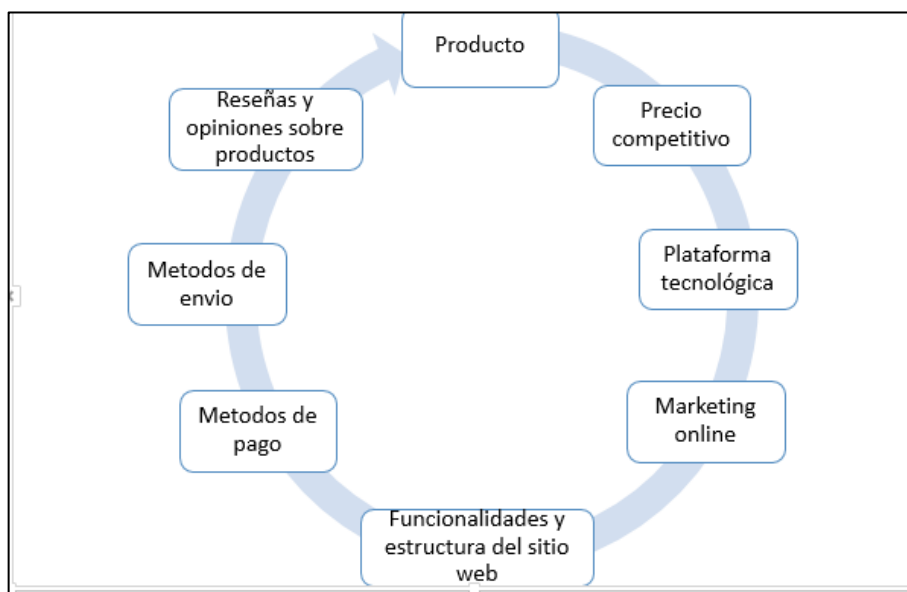 Producto
Precio
competitivo
Plataforma
tecnológica
Marketing
online
Funcionalidades y
estructura del sitio
web
Metodos de
pago
Metodos de
envio
Reseñas y
opiniones sobre
productos